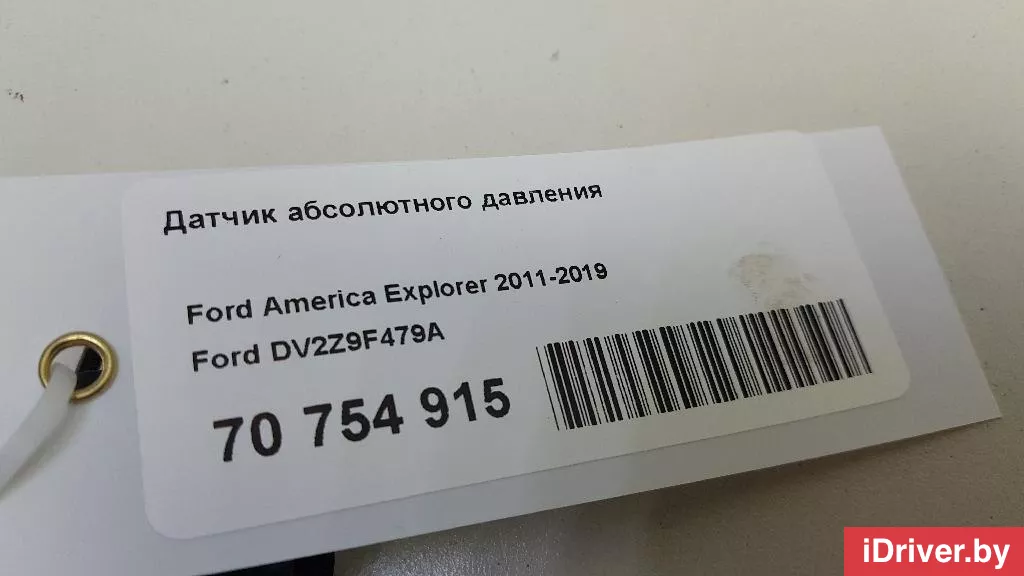 Датчик абсолютного давления
Ford America Explorer 2011-2019
Ford DV2Z9F479A
70 754 915
iDriver.by